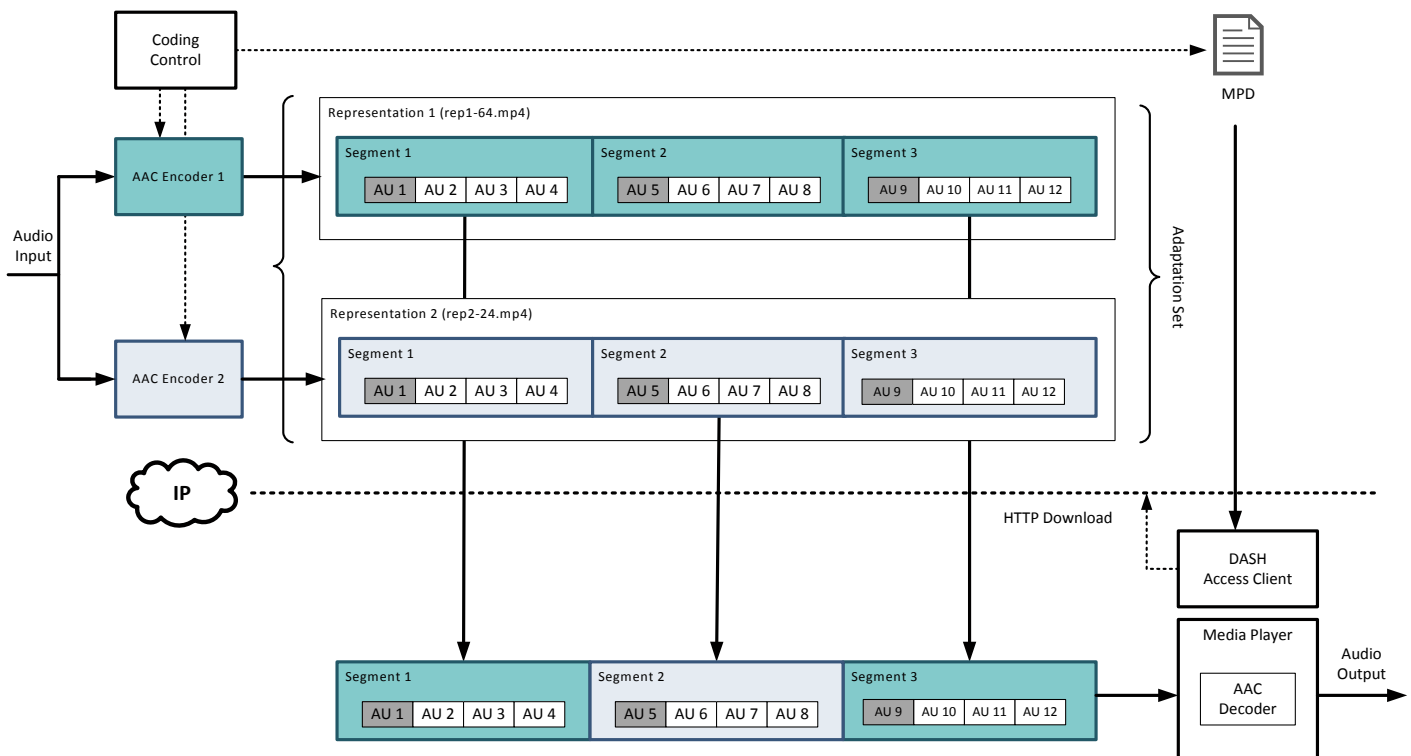 Coding
Control
MPD
Representation 1 (rep1-64.mp4)
Segment 1
Segment 2
Segment 3
AAC Encoder 1
AU 1 AU 2 AU 3 AU 4
AU 5 AU 6 AU 7 AU 8
AU 9 AU 10 AU 11 AU 12
Audio
Input
Adaptation Set
Representation 2 (rep2-24.mp4)
Segment 1
Segment 2
Segment 3
AAC Encoder 2
AU 1 AU 2 AU 3 AU 4
AU 5 AU 6 AU 7 AU 8
AU 9 AU 10 AU 11 AU 12
IP
HTTP Download
DASH
Access Client
Segment 1
Segment 2
Segment 3
AU 1 AU 2 AU 3 AU 4
AU 5 AU 6 AU 7 AU 8
AU 9 AU 10 AU 11 AU 12
Media Player
AAC
Decoder
Audio
Output